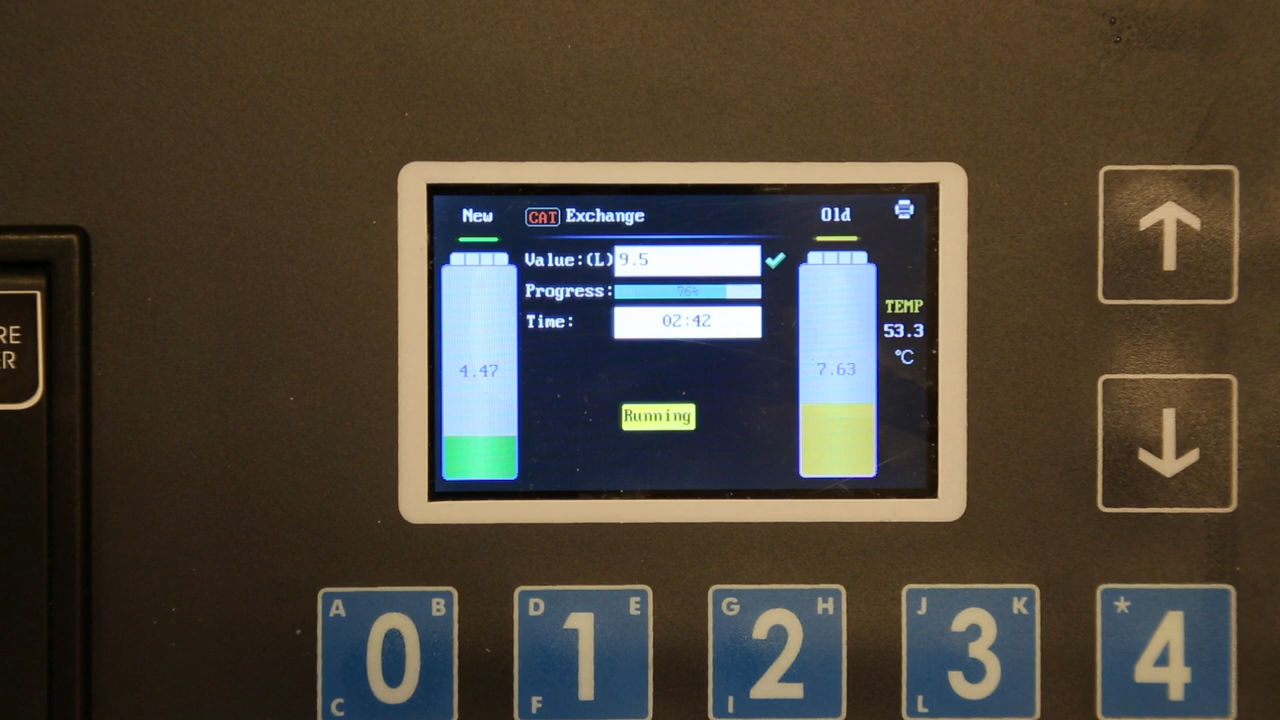 New CAT Exchange Old
Value:(L) 9.5
Progress: 76%
Time: 02:42
TEMP
53.3
°C
4.47
7.63
Running
RE
R
A B D E G H J K *
0 1 2 3 4
C F I L